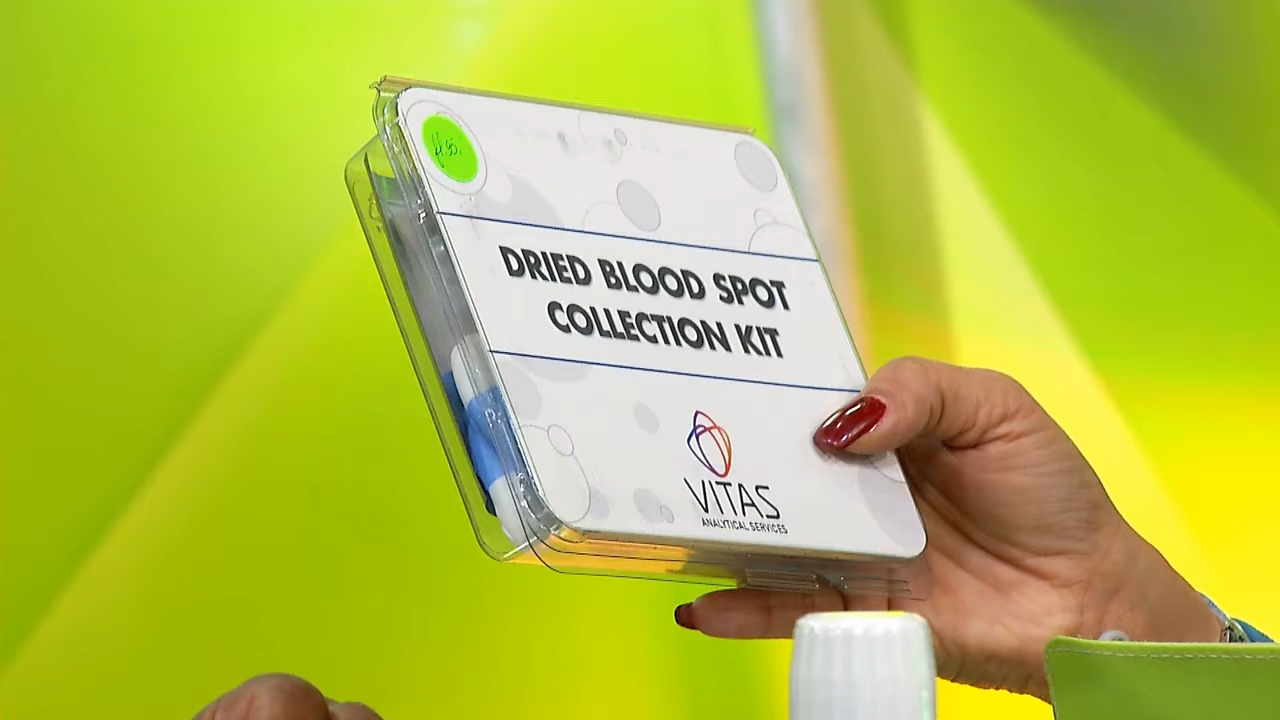 DRIED BLOOD SPOT
COLLECTION KIT
VITAS
ANALYTICAL SERVICES